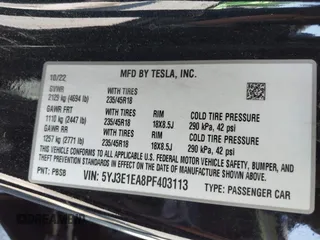 10/22
MFD BY TESLA, INC.
GVWR
2129 kg (4694 lb)
WITH TIRES
235/45R18
GAWR FRT
1110 kg (2447 lb)
WITH TIRES
235/45R18
RIM
18X8.5J
COLD TIRE PRESSURE
290 kPa, 42 psi
GAWR RR
1257 kg (2771 lb)
WITH TIRES
235/45R18
RIM
18X8.5J
COLD TIRE PRESSURE
290 kPa, 42 psi
THIS VEHICLE CONFORMS TO ALL APPLICABLE
U.S. FEDERAL MOTOR VEHICLE SAFETY, BUMPER,
AND THEFT PREVENTION STANDARDS IN EFFECT ON
THE DATE OF MANUFACTURE SHOWN ABOVE.
PNT: PBSB
VIN: 5YJ3E1EA8PF403113
TYPE: PASSENGER CAR